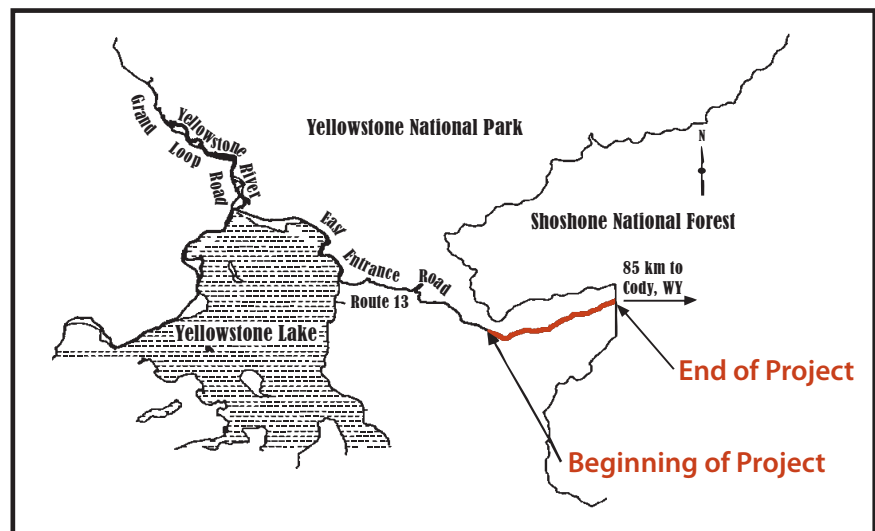 Yellowstone River
Grand Loop Road
Yellowstone National Park
N
Shoshone National Forest
East Entrance Road
85 km to
Cody, WY
Route 13
Yellowstone Lake
End of Project
Beginning of Project